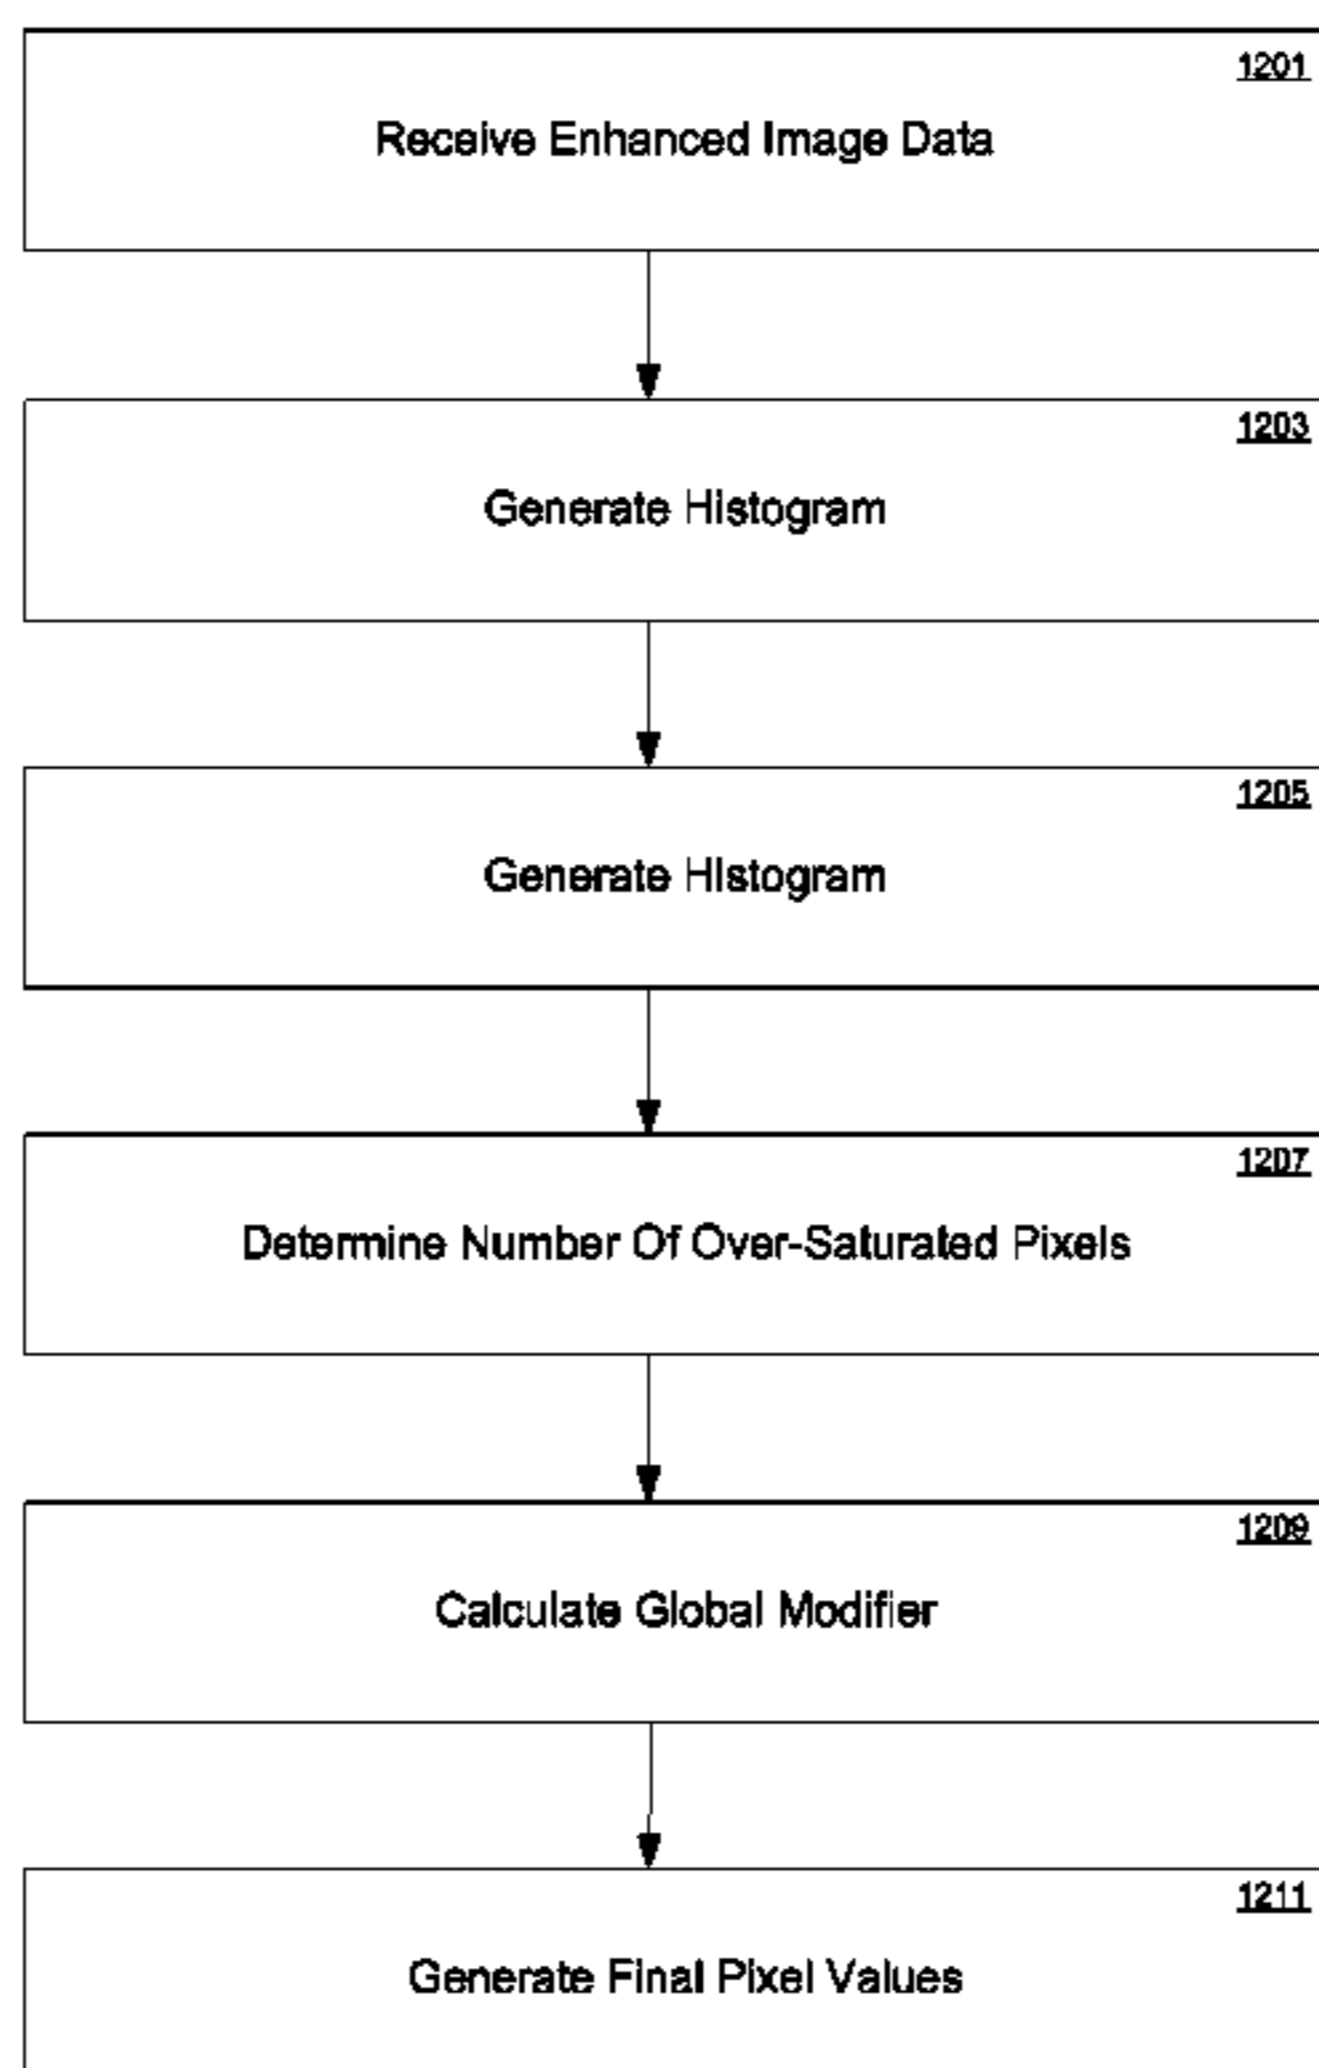 1201
Receive Enhanced Image Data
1203
Generate Histogram
1205
Generate Histogram
1207
Determine Number Of Over-Saturated Pixels
1209
Calculate Global Modifier
1211
Generate Final Pixel Values